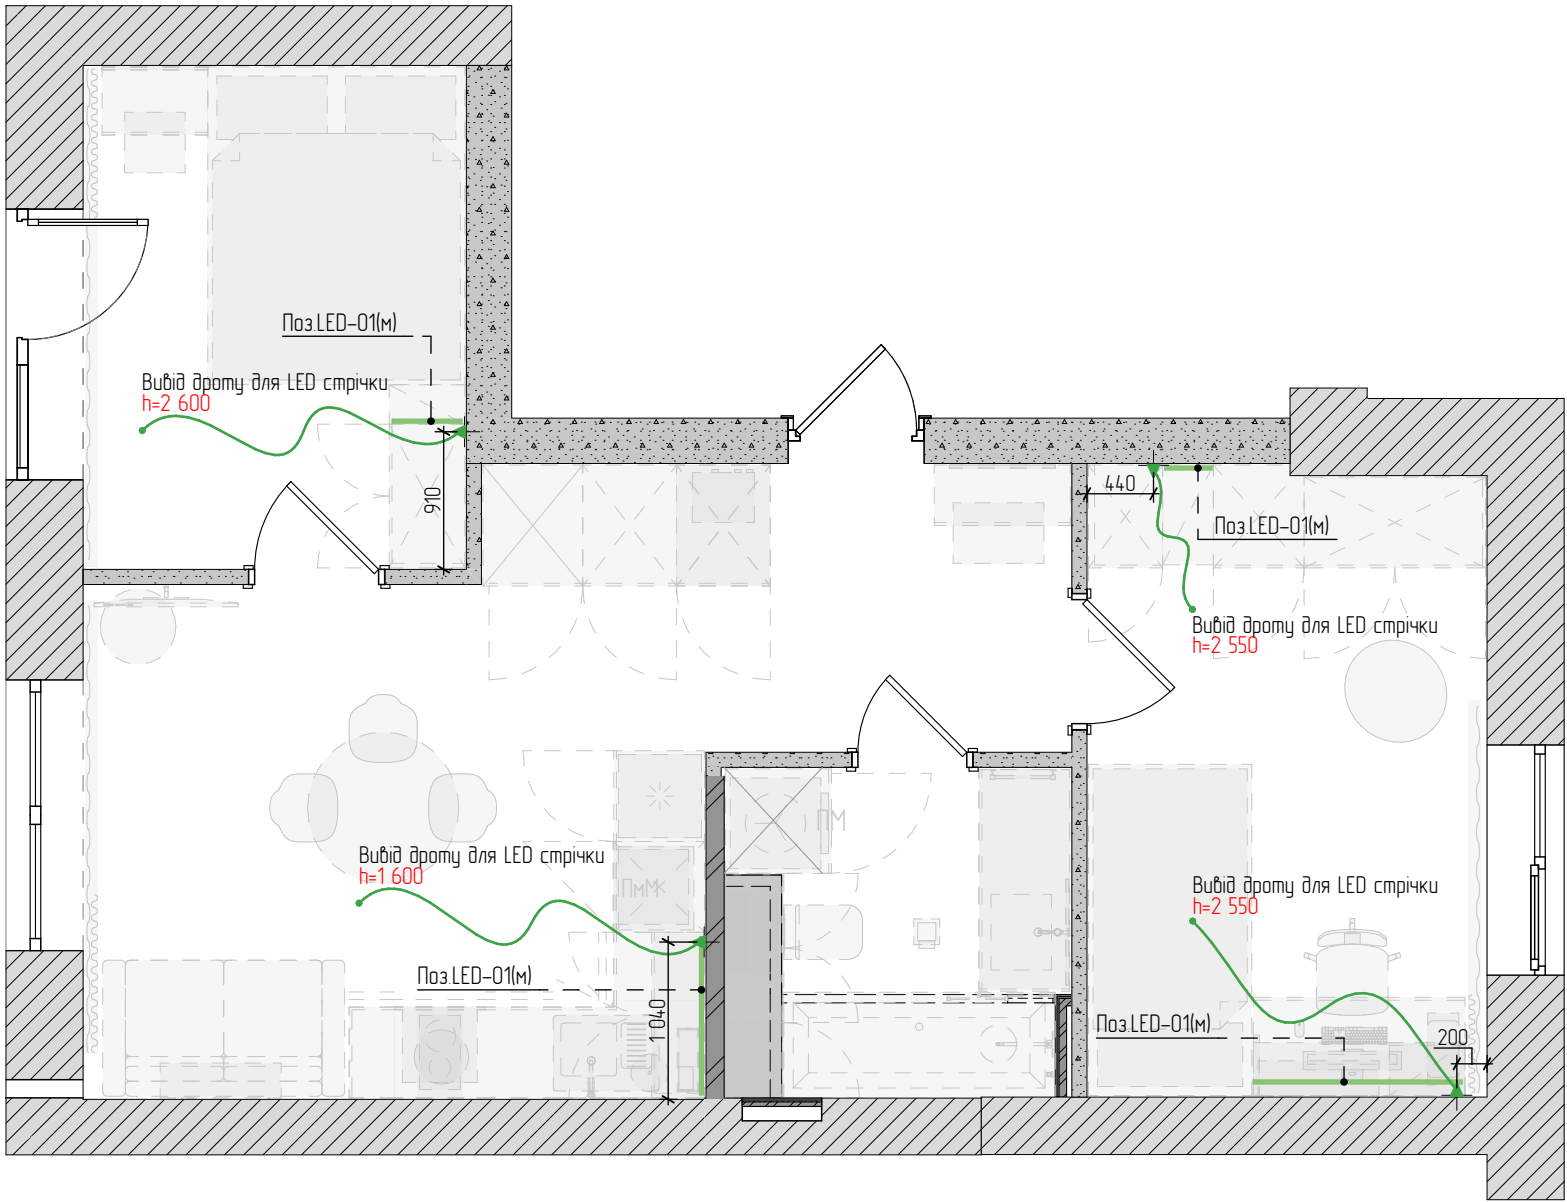 Поз.LED-01(м)
Вивід дроту для LED стрічки
h=2 600
910
440
Поз.LED-01(м)
Вивід дроту для LED стрічки
h=2 550
ПМ
Вивід дроту для LED стрічки
h=1 600
ПмМк
Вивід дроту для LED стрічки
h=2 550
Поз.LED-01(м)
1 040
Поз.LED-01(м)
200